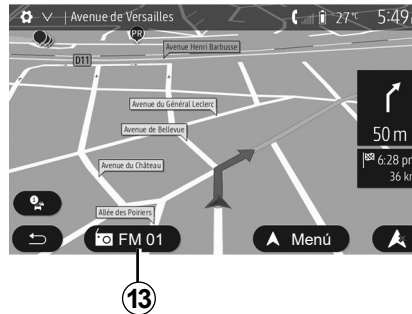 Avenue de Versailles
27°c
5:49
PR
Avenue Henri Barbusse
D11
Avenue du Général Leclerc
50 m
Avenue de Bellevue
6:28 pm
36 km
Avenue du Château
Allée des Poiriers
FM 01
Menú
13